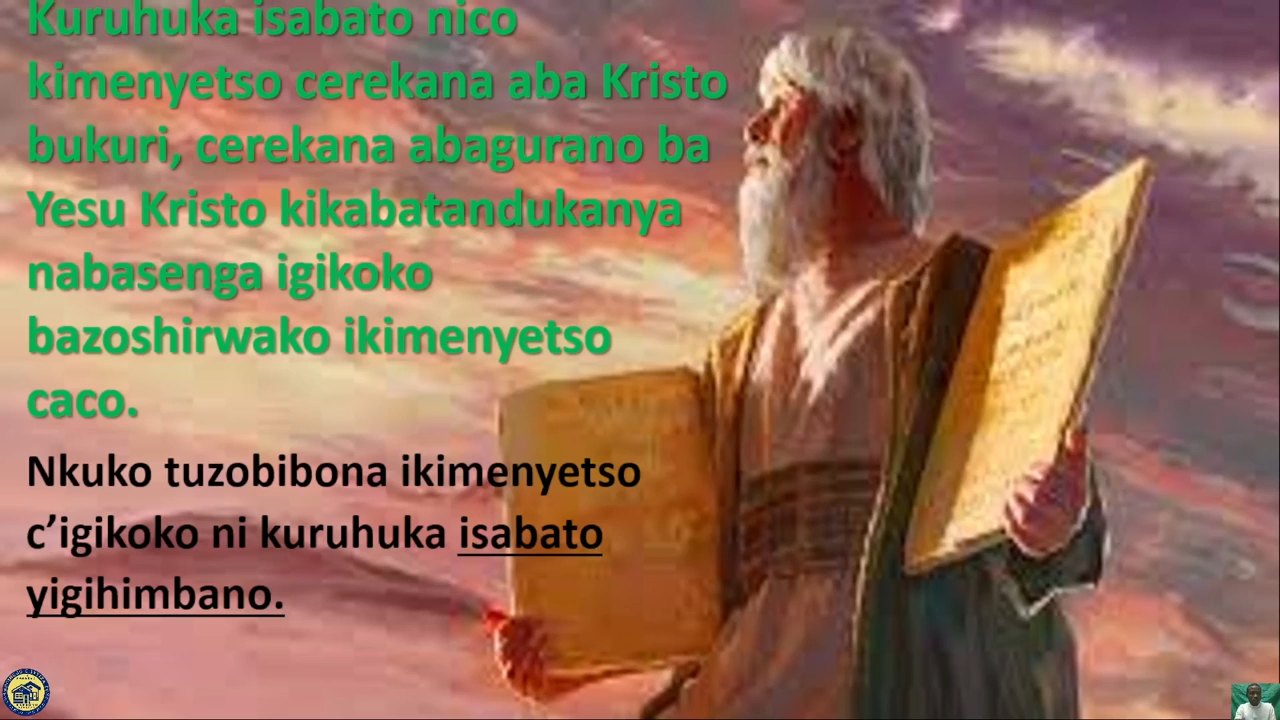 Kuruhuka isabato nico
kimenyetso cerekana aba Kristo
bukuri, cerekana abagurano ba
Yesu Kristo kikabatandukanya
nabasenga igikoko
bazoshirwako ikimenyetso
caco.
Nkuko tuzobibona ikimenyetso
c’igikoko ni kuruhuka isabato
yigihimbano.